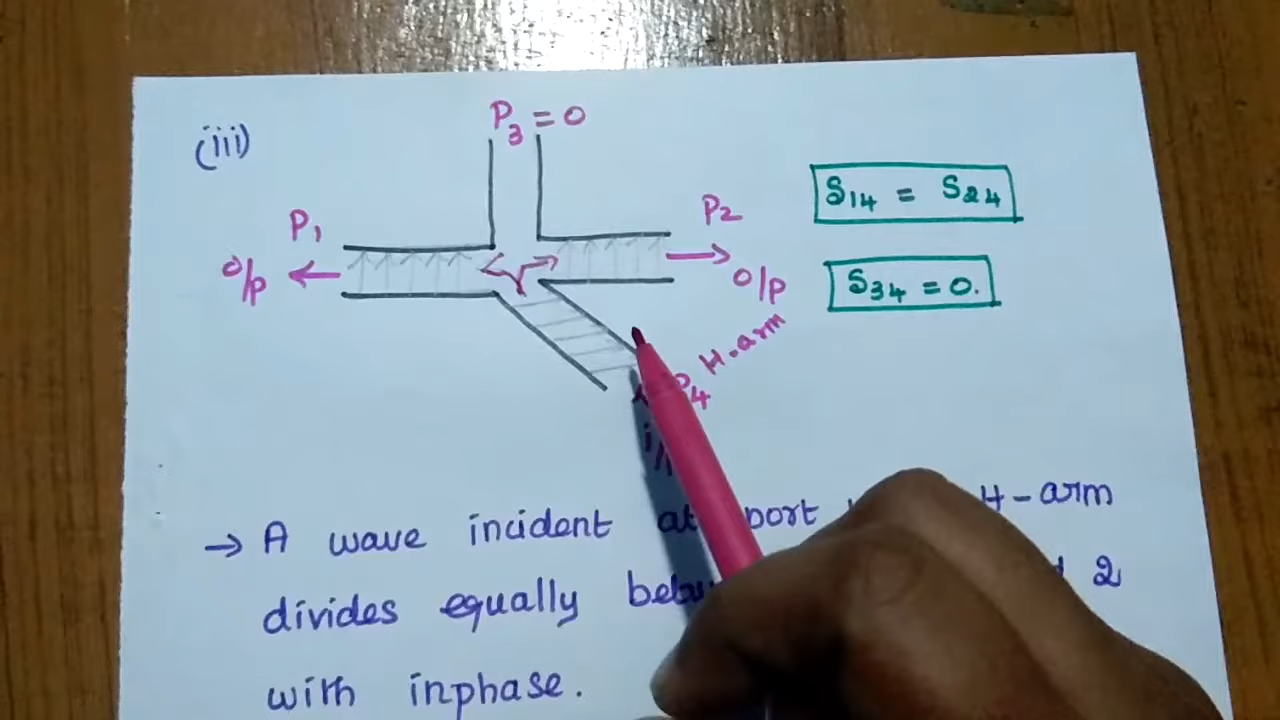 (iii)
P3 = 0
P1
P2
o/p
o/p
S14 = S24
S34 = 0.
H-arm
P4
→ A wave incident at port H-arm
divides equally 2
with inphase.